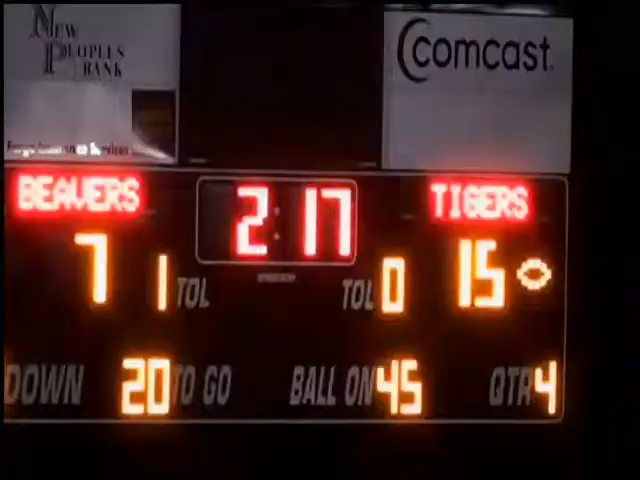 New
Peoples
Bank
Comcast.
BEAVERS 2:17 TIGERS
7 1 TOL TOL 0 15
DOWN 20 TO GO BALL ON 45 QTR 4